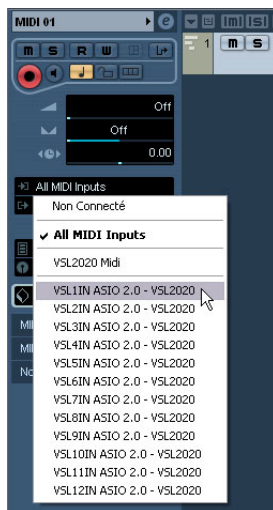 MIDI 01
e
M S
1 M S
M S R W L+
Off
Off
0.00
All MIDI Inputs
Non Connecté
All MIDI Inputs
VSL2020 Midi
VSL1IN ASIO 2.0 - VSL2020
VSL2IN ASIO 2.0 - VSL2020
VSL3IN ASIO 2.0 - VSL2020
VSL4IN ASIO 2.0 - VSL2020
VSL5IN ASIO 2.0 - VSL2020
VSL6IN ASIO 2.0 - VSL2020
VSL7IN ASIO 2.0 - VSL2020
VSL8IN ASIO 2.0 - VSL2020
VSL9IN ASIO 2.0 - VSL2020
VSL10IN ASIO 2.0 - VSL2020
VSL11IN ASIO 2.0 - VSL2020
VSL12IN ASIO 2.0 - VSL2020